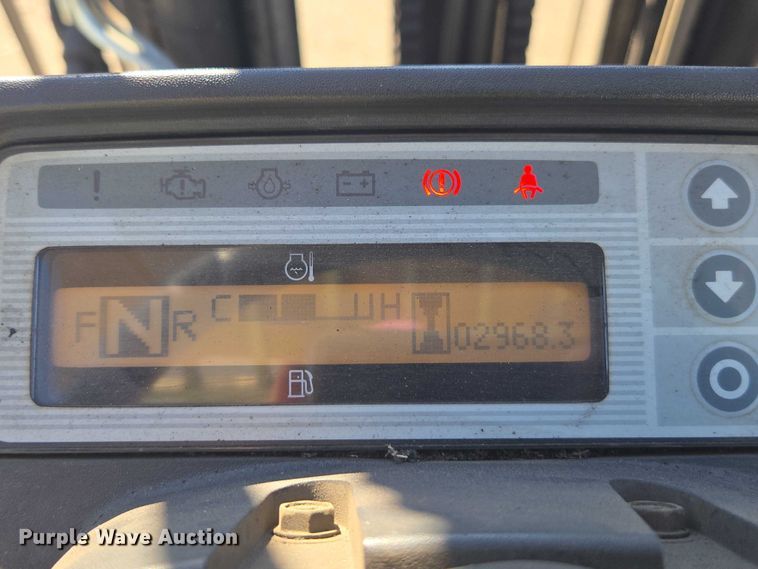 C H
F N R 02968.3
Purple Wave Auction®